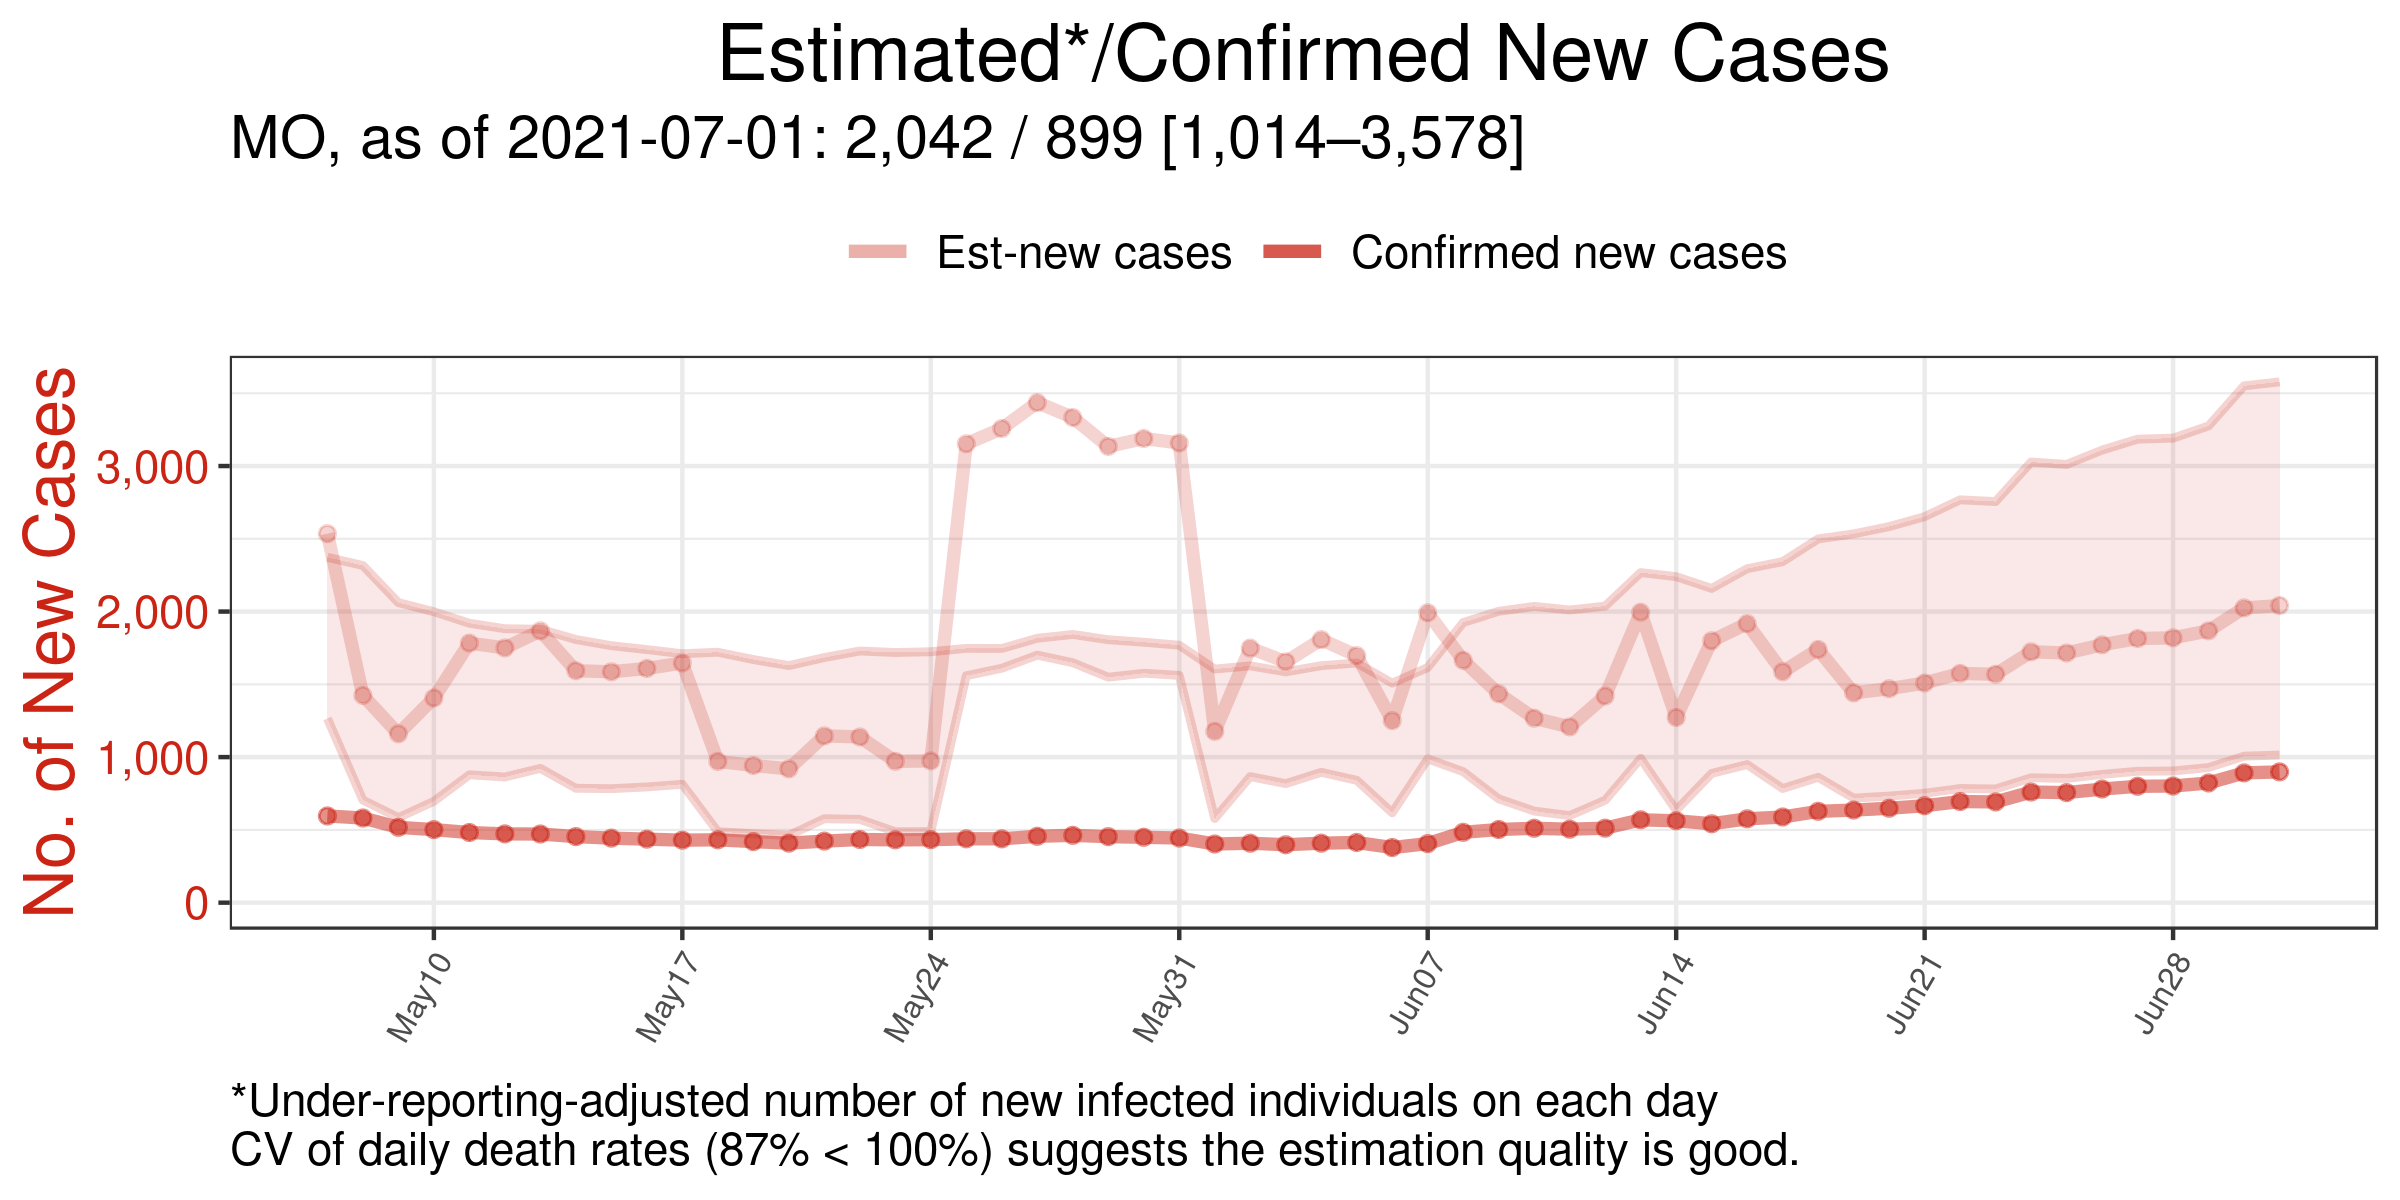 Estimated*/Confirmed New Cases
MO, as of 2021-07-01: 2,042 / 899 [1,014–3,578]
Est-new cases
Confirmed new cases
No. of New Cases
3,000
2,000
1,000
0
May10
May17
May24
May31
Jun07
Jun14
Jun21
Jun28
*Under-reporting-adjusted number of new infected individuals on each day
CV of daily death rates (87% < 100%) suggests the estimation quality is good.